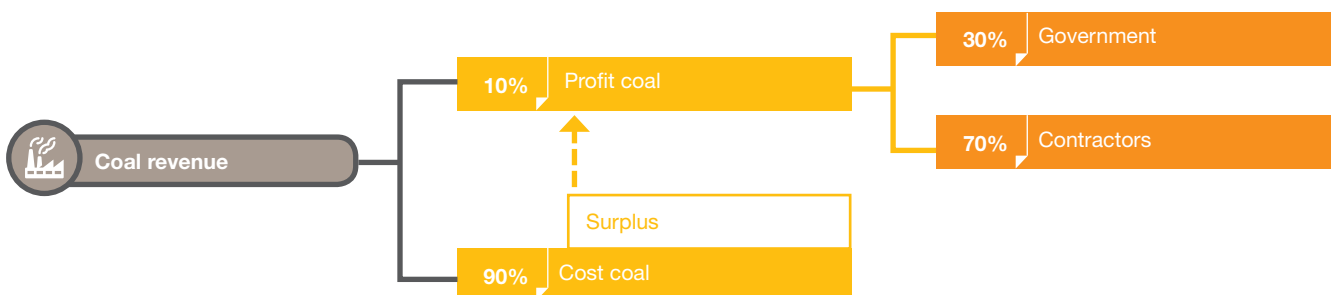 Coal revenue
10% Profit coal
Surplus
90% Cost coal
30% Government
70% Contractors